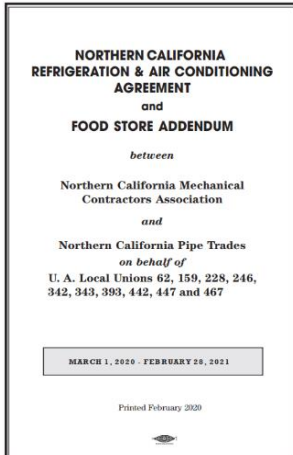 NORTHERN CALIFORNIA
REFRIGERATION & AIR CONDITIONING
AGREEMENT
and
FOOD STORE ADDENDUM
between
Northern California Mechanical
Contractors Association
and
Northern California Pipe Trades
on behalf of
U. A. Local Unions 62, 159, 228, 246,
342, 343, 393, 442, 447 and 467
MARCH 1, 2020 - FEBRUARY 28, 2021
Printed February 2020